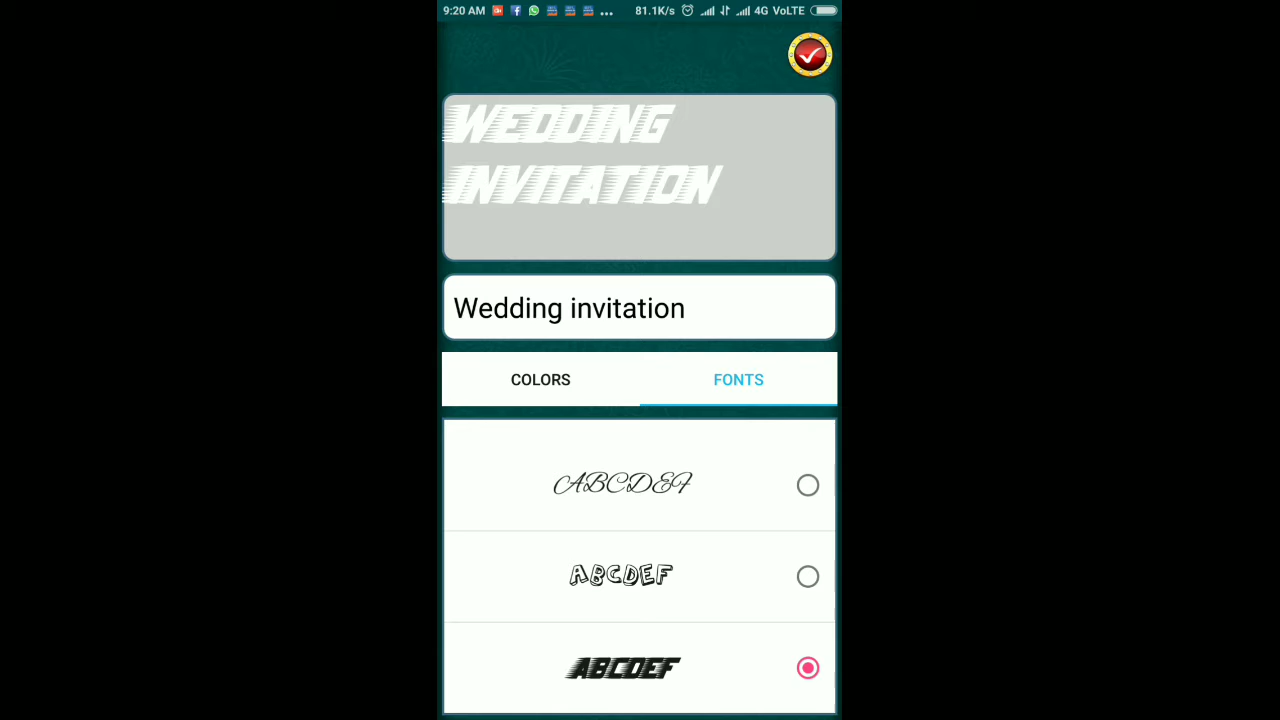 9:20 AM ... 81.1K/s 4G VoLTE
WEDDING
INVITATION
Wedding invitation
COLORS FONTS
ABCDEF
ABCDEF
ABCDEF